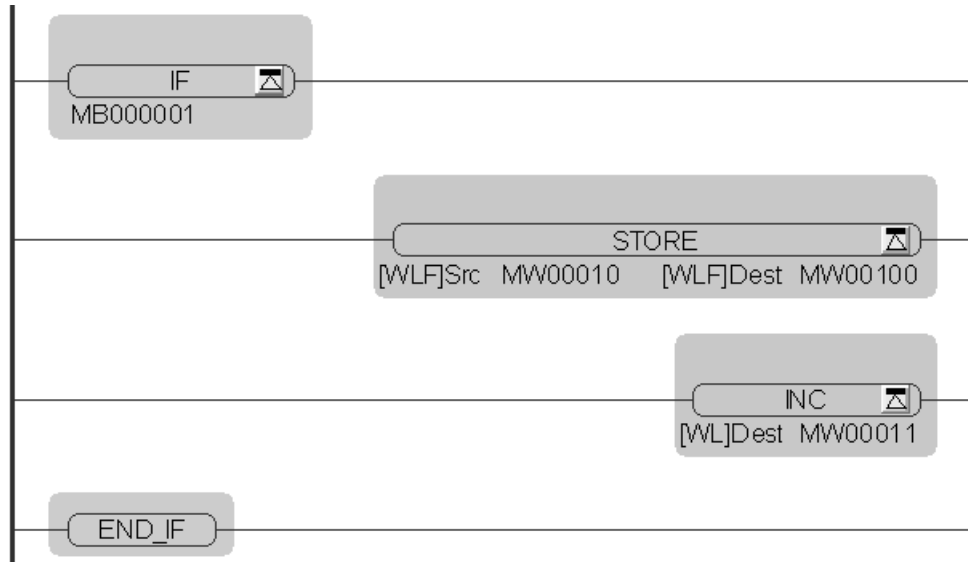 IF
MB000001
STORE
[WLF]Src MW00010 [WLF]Dest MW00100
INC
[WL]Dest MW00011
END_IF